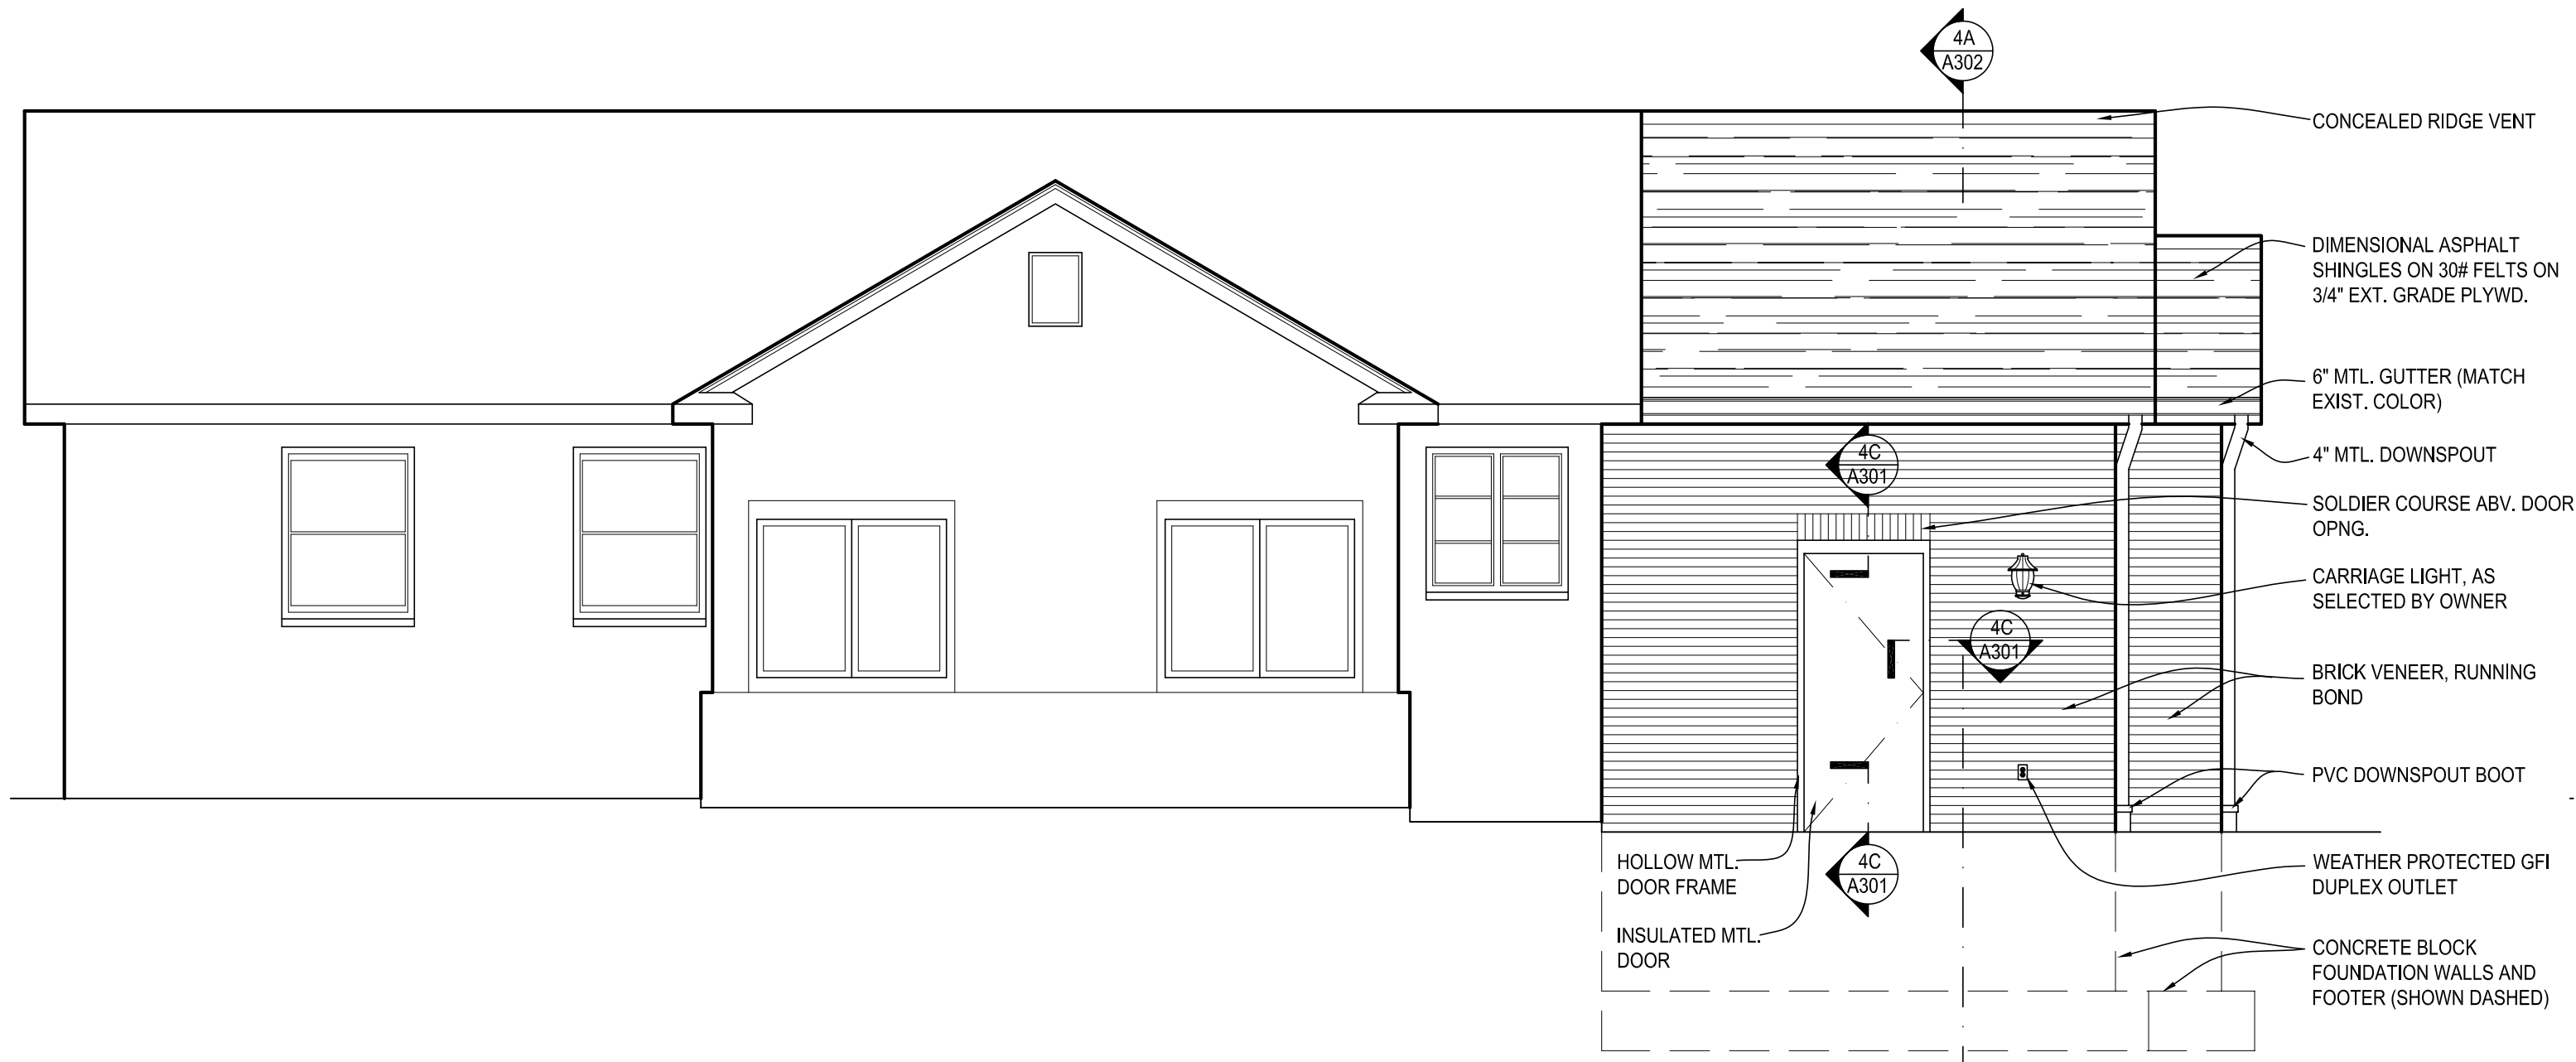 4A
A302
CONCEALED RIDGE VENT
DIMENSIONAL ASPHALT
SHINGLES ON 30# FELTS ON
3/4" EXT. GRADE PLYWD.
6" MTL. GUTTER (MATCH
EXIST. COLOR)
4C
A301
4" MTL. DOWNSPOUT
SOLDIER COURSE ABV. DOOR
OPNG.
CARRIAGE LIGHT, AS
SELECTED BY OWNER
4C
A301
BRICK VENEER, RUNNING
BOND
PVC DOWNSPOUT BOOT
HOLLOW MTL.
DOOR FRAME
4C
A301
WEATHER PROTECTED GFI
DUPLEX OUTLET
INSULATED MTL.
DOOR
CONCRETE BLOCK
FOUNDATION WALLS AND
FOOTER (SHOWN DASHED)